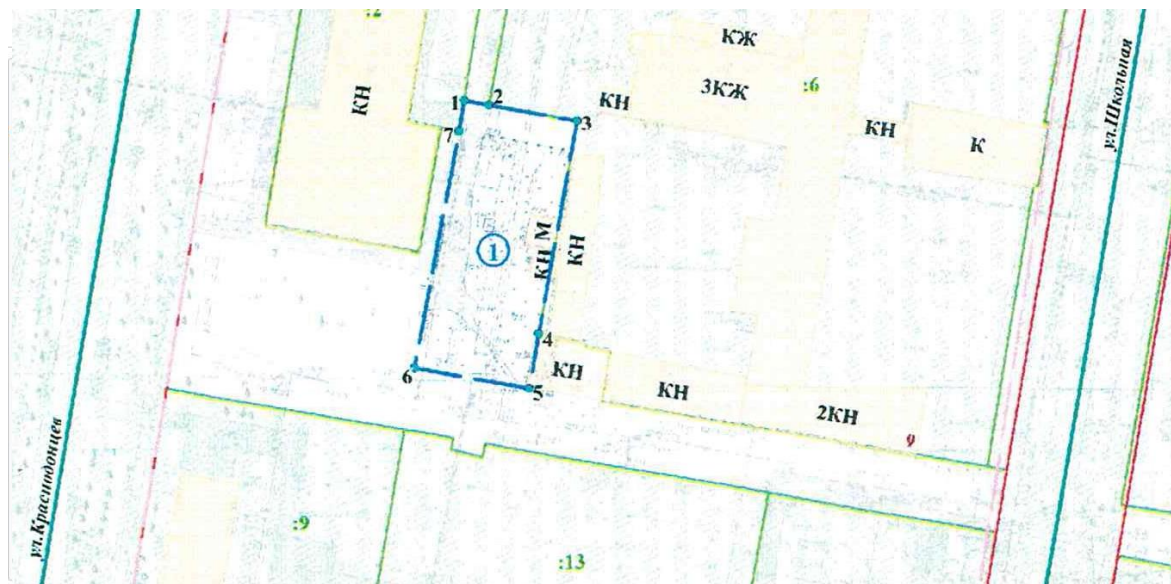 :2
КЖ
3КЖ
:6
КН
КН
КН
К
ул.Школьная
1
2
3
7
КН М
КН
1
4
КН
6
5
КН
2КН
9
ул.Краснодонцев
:9
:13